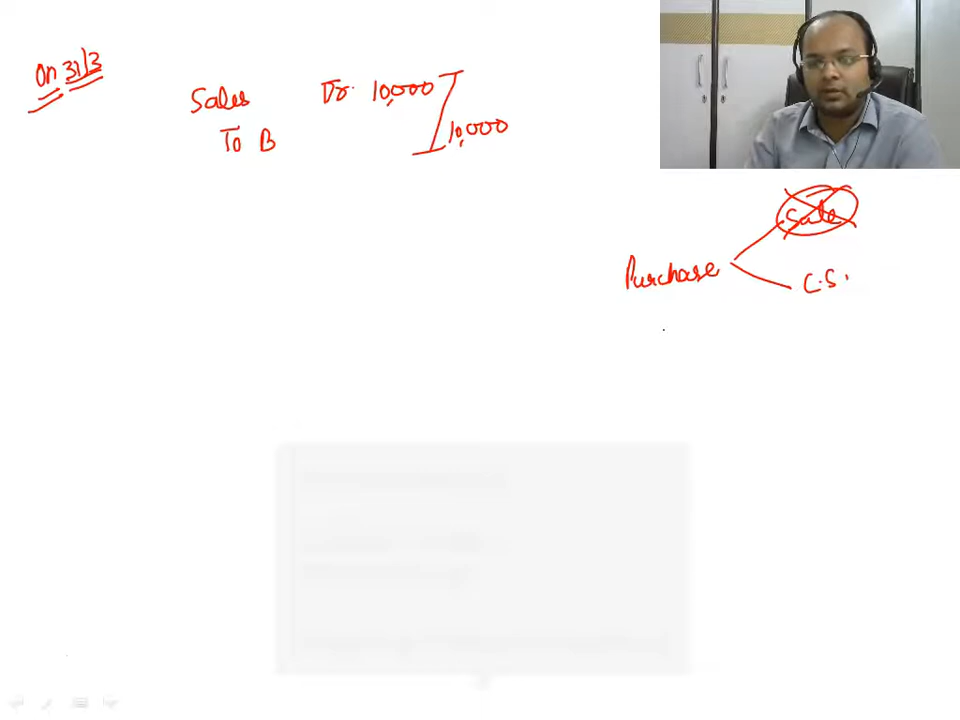 On 31/3
Sales Dr. 10,000
To B 10,000
Sale
Purchase
C.S.